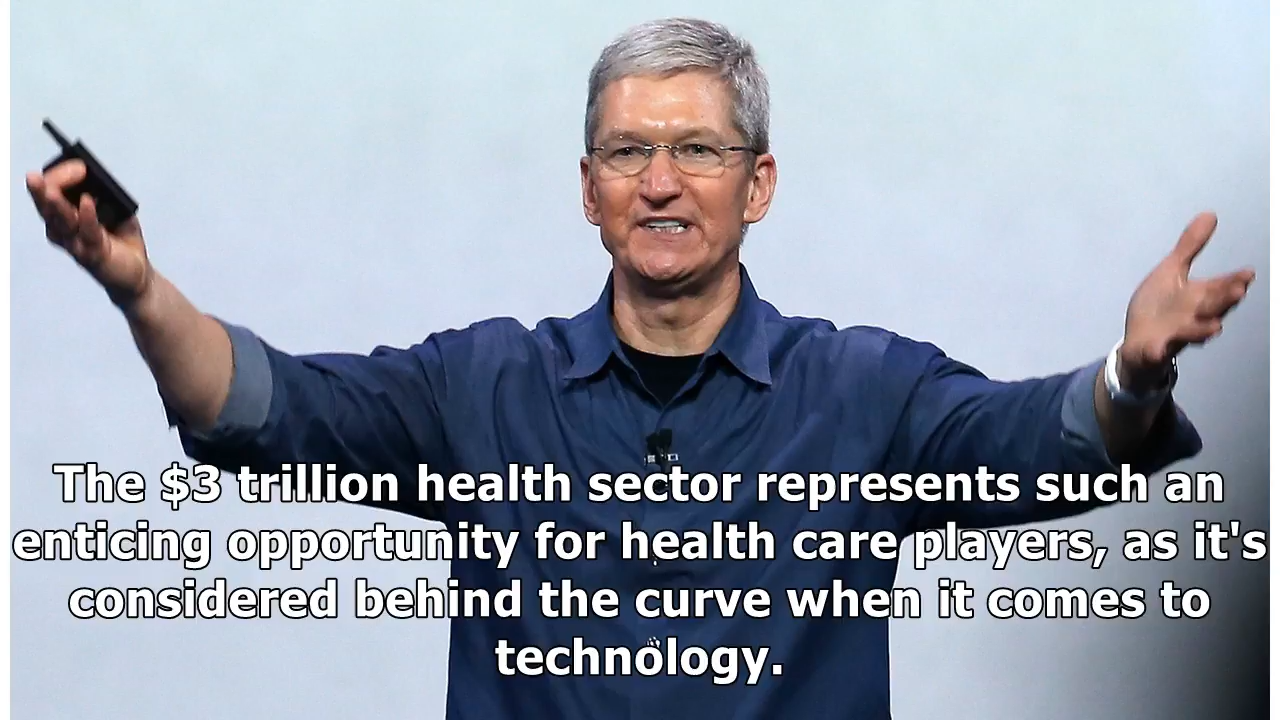 The $3 trillion health sector represents such an
enticing opportunity for health care players, as it's
considered behind the curve when it comes to
technology.